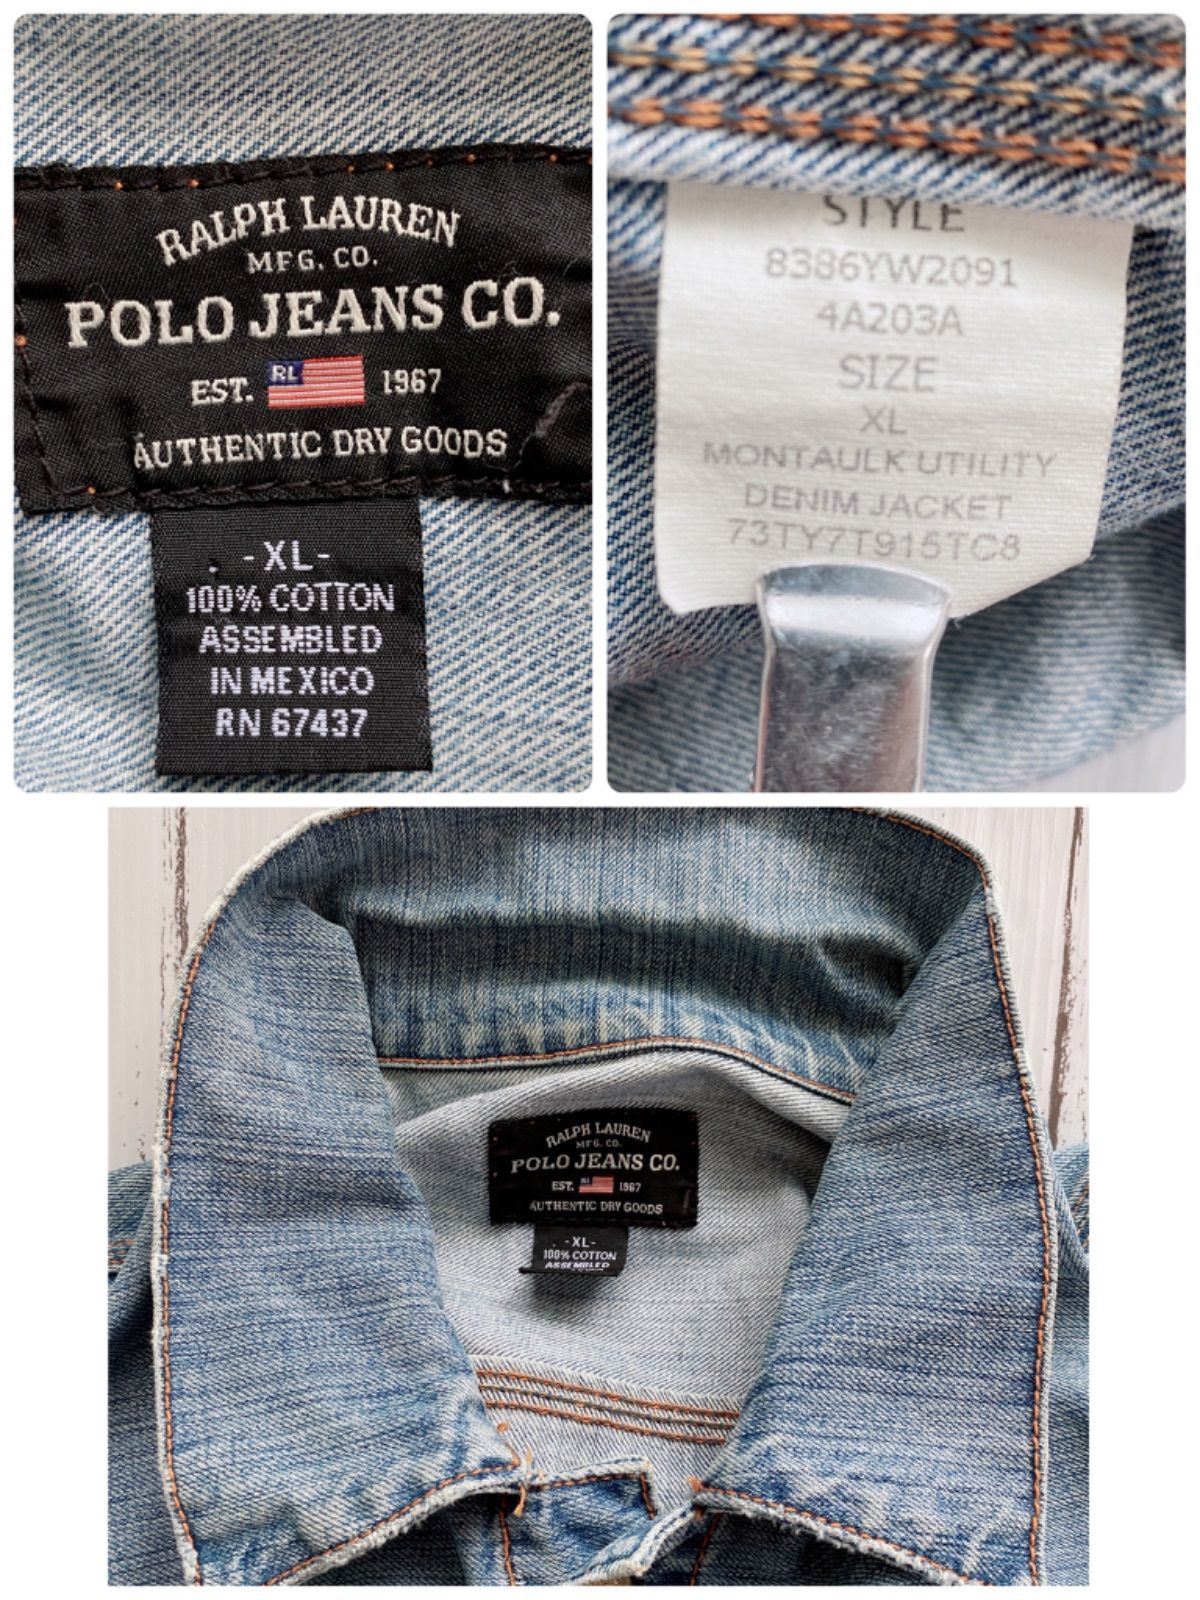 RALPH LAUREN
MFG. CO.
POLO JEANS CO.
EST. RL 1967
AUTHENTIC DRY GOODS
-XL-
100% COTTON
ASSEMBLED
IN MEXICO
RN 67437
STYLE
8386YW2091
4A203A
SIZE
XL
MONTAULK UTILITY
DENIM JACKET
73TY7T915TC8
RALPH LAUREN
MFG. CO.
POLO JEANS CO.
EST. RL 1967
AUTHENTIC DRY GOODS
-XL-
100% COTTON
ASSEMBLED